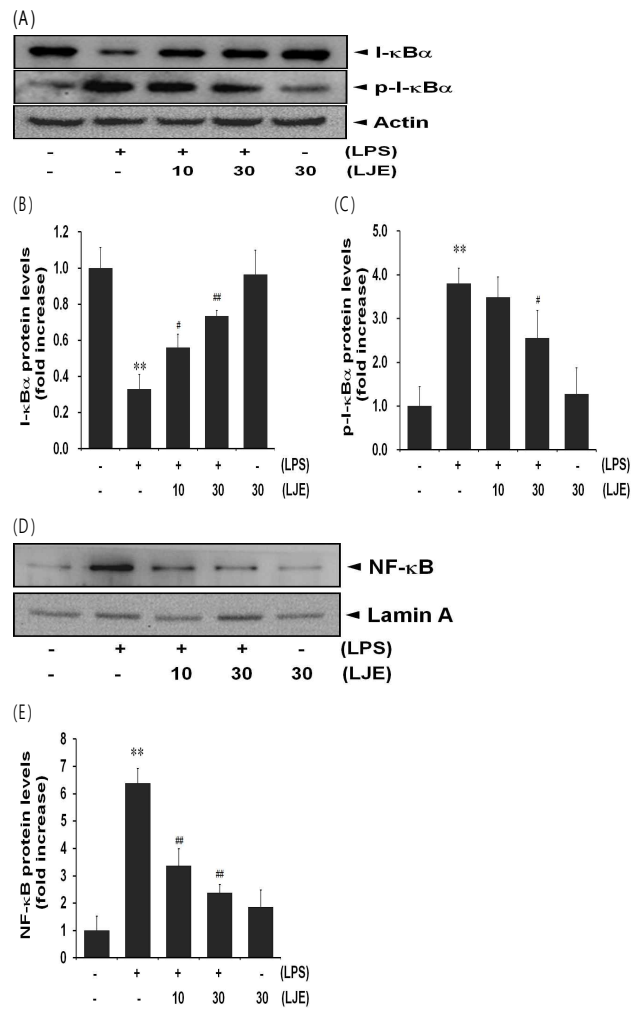 (A)
I-κBα
p-I-κBα
Actin
- + + + - (LPS)
- - 10 30 30 (LJE)
(B)
I-κBα protein levels
(fold increase)
1.2
1.0
0.8
0.6
0.4
0.2
0.0
**
#
##
- + + + - (LPS)
- - 10 30 30 (LJE)
(C)
p-I-κBα protein levels
(fold increase)
5.0
4.0
3.0
2.0
1.0
0.0
**
#
- + + + - (LPS)
- - 10 30 30 (LJE)
(D)
NF-κB
Lamin A
- + + + - (LPS)
- - 10 30 30 (LJE)
(E)
NF-κB protein levels
(fold increase)
8
7
6
5
4
3
2
1
0
**
##
##
- + + + - (LPS)
- - 10 30 30 (LJE)